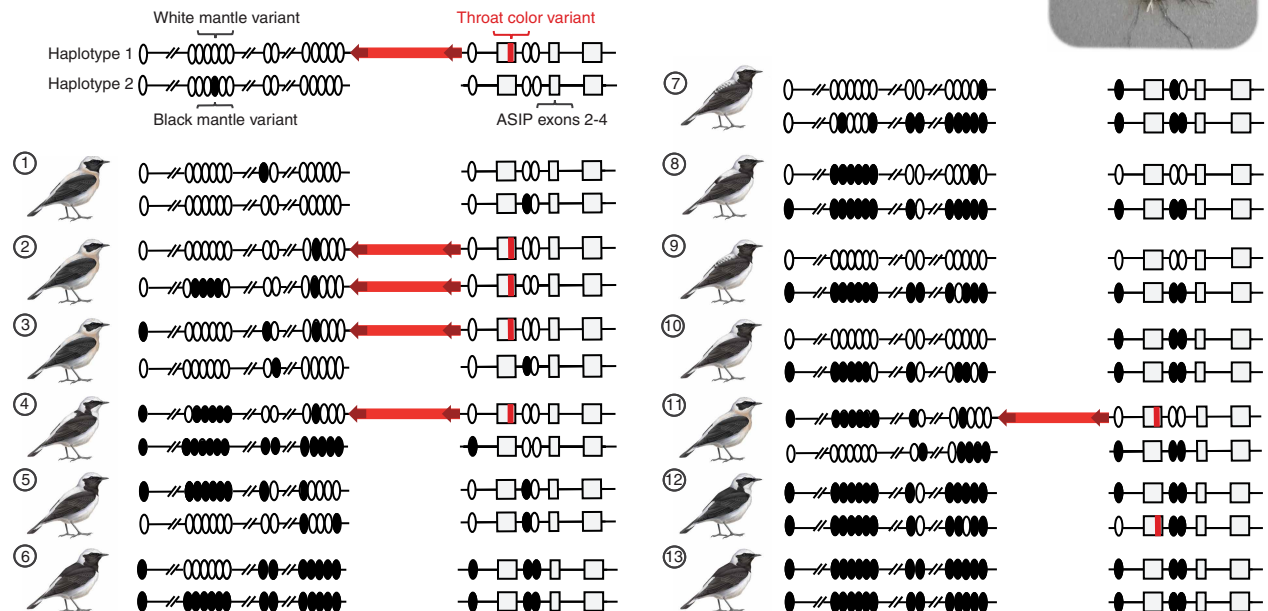 White mantle variant
Throat color variant
Haplotype 1
Haplotype 2
Black mantle variant
ASIP exons 2-4
1
2
3
4
5
6
7
8
9
10
11
12
13